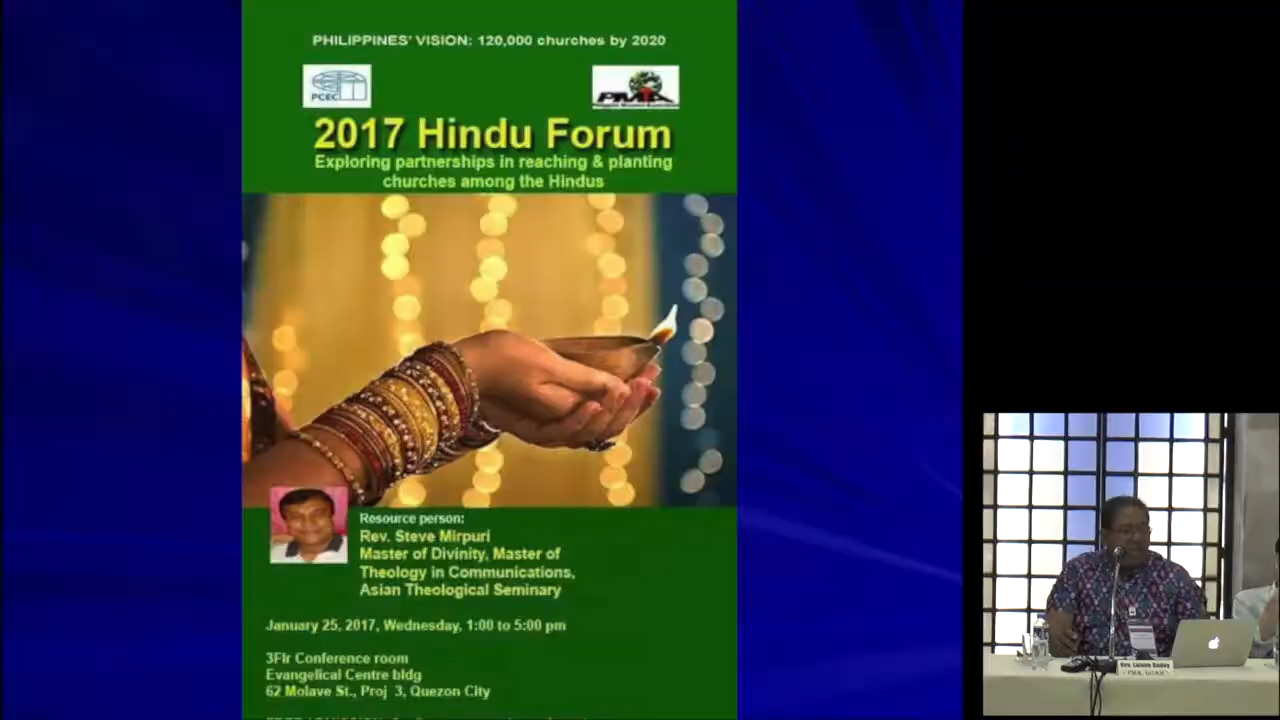 PHILIPPINES' VISION: 120,000 churches by 2020
PCEC
PMA
2017 Hindu Forum
Exploring partnerships in reaching & planting
churches among the Hindus
Resource person:
Rev. Steve Mirpuri
Master of Divinity, Master of
Theology in Communications,
Asian Theological Seminary
January 25, 2017, Wednesday, 1:00 to 5:00 pm
3Flr Conference room
Evangelical Centre bldg
62 Molave St., Proj 3, Quezon City